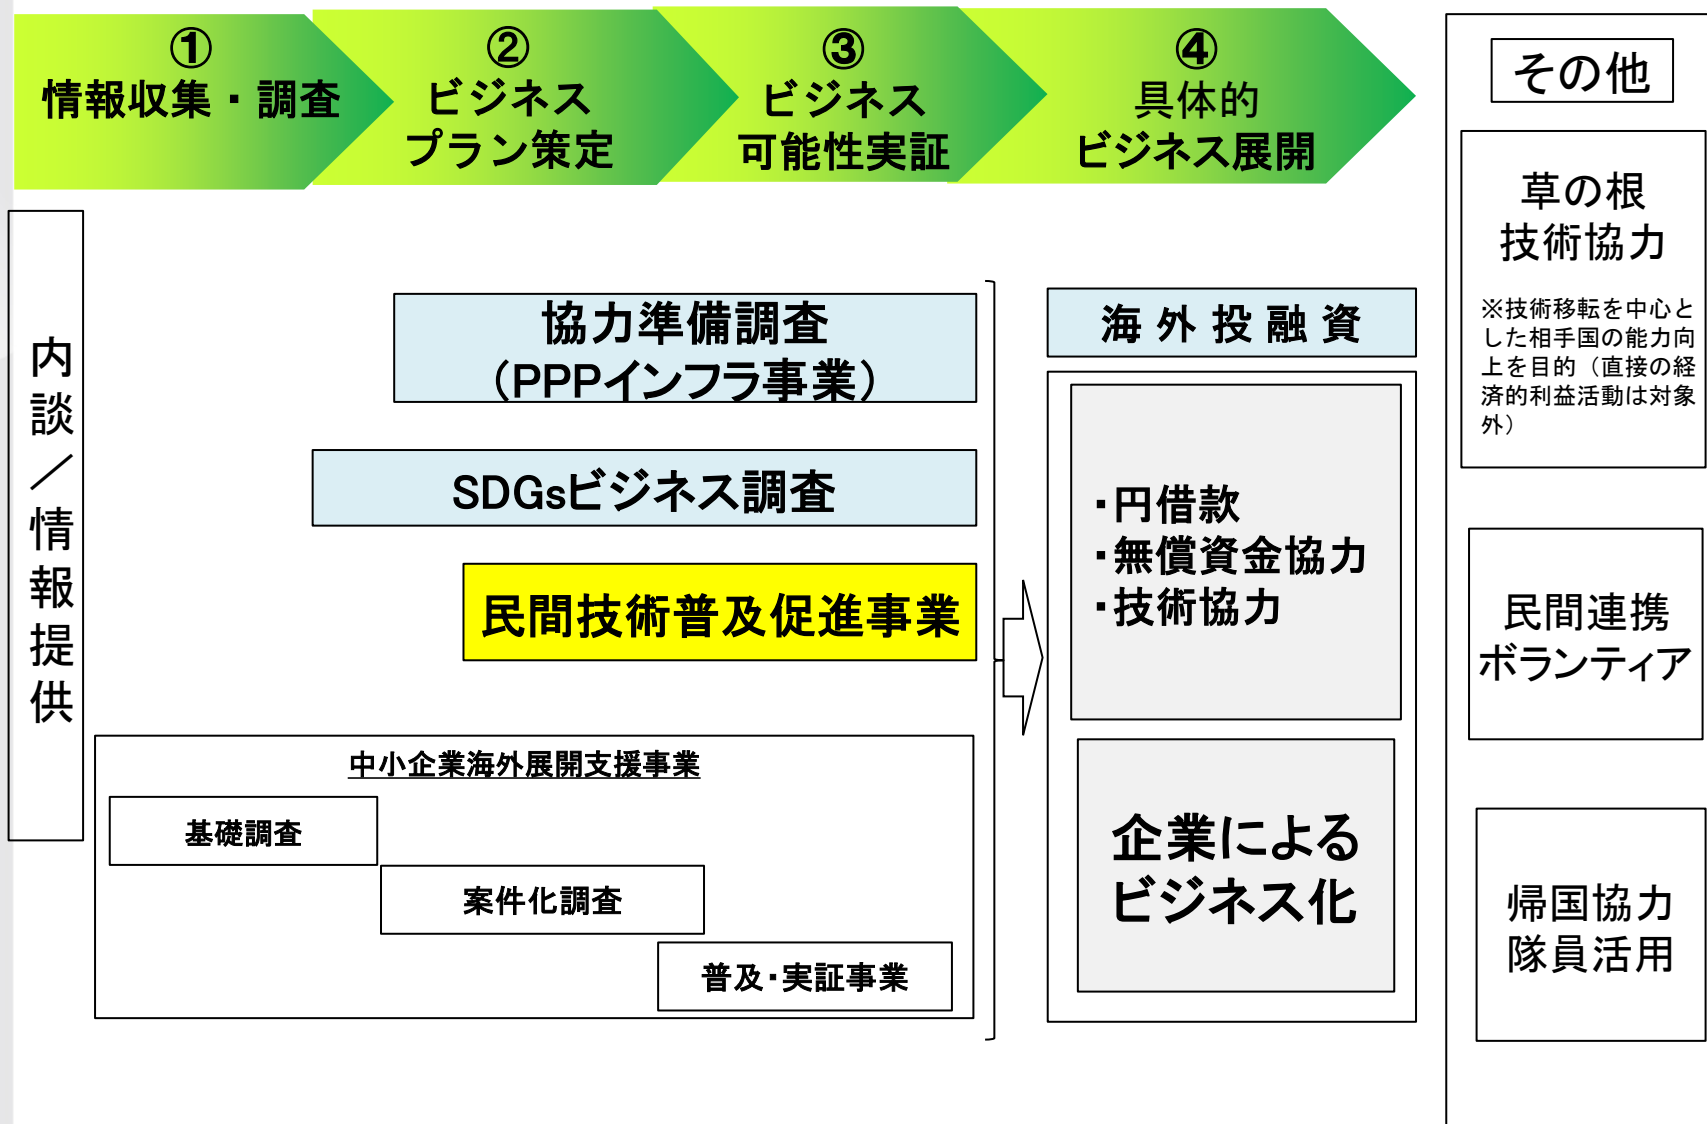 ①
情報収集・調査
②
ビジネス
プラン策定
③
ビジネス
可能性実証
④
具体的
ビジネス展開
内談／情報提供
協力準備調査
（PPPインフラ事業）
SDGsビジネス調査
民間技術普及促進事業
中小企業海外展開支援事業
基礎調査
案件化調査
普及・実証事業
海外投融資
・円借款
・無償資金協力
・技術協力
企業による
ビジネス化
その他
草の根
技術協力
※技術移転を中心と
した相手国の能力向
上を目的（直接の経
済的利益活動は対象
外）
民間連携
ボランティア
帰国協力
隊員活用